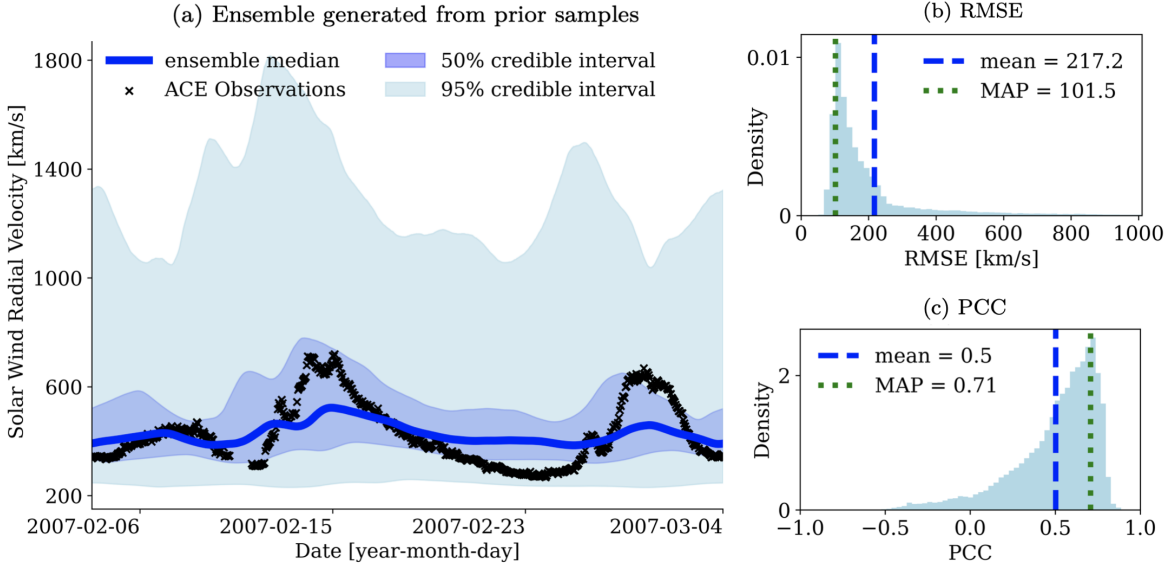 (a) Ensemble generated from prior samples
Solar Wind Radial Velocity [km/s]
1800
1400
1000
600
200
ensemble median
ACE Observations
50% credible interval
95% credible interval
2007-02-06 2007-02-15 2007-02-23 2007-03-04
Date [year-month-day]
(b) RMSE
Density
0.01
0
mean = 217.2
MAP = 101.5
0 200 400 600 800 1000
RMSE [km/s]
(c) PCC
Density
2
0
mean = 0.5
MAP = 0.71
−1.0 −0.5 0.0 0.5 1.0
PCC